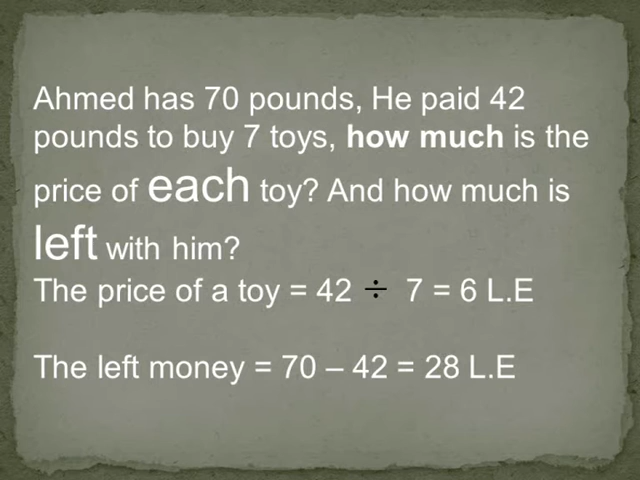 Ahmed has 70 pounds, He paid 42
pounds to buy 7 toys, how much is the
price of each toy? And how much is
left with him?
The price of a toy = 42 ÷ 7 = 6 L.E
The left money = 70 – 42 = 28 L.E